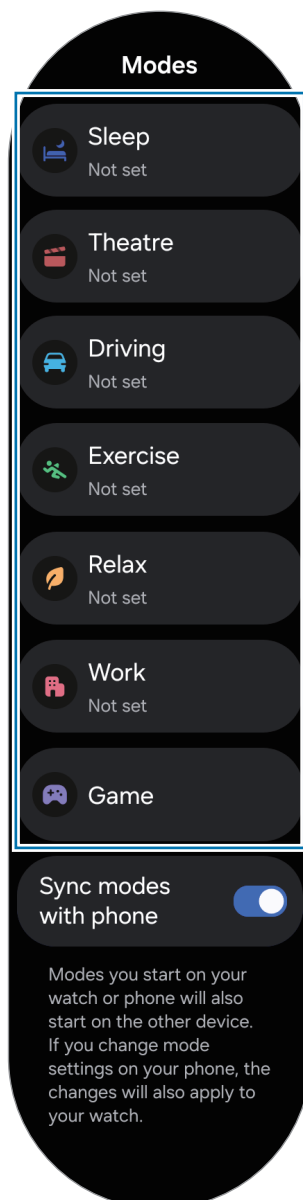 Modes
Sleep
Not set
Theatre
Not set
Driving
Not set
Exercise
Not set
Relax
Not set
Work
Not set
Game
Sync modes
with phone
Modes you start on your
watch or phone will also
start on the other device.
If you change mode
settings on your phone, the
changes will also apply to
your watch.